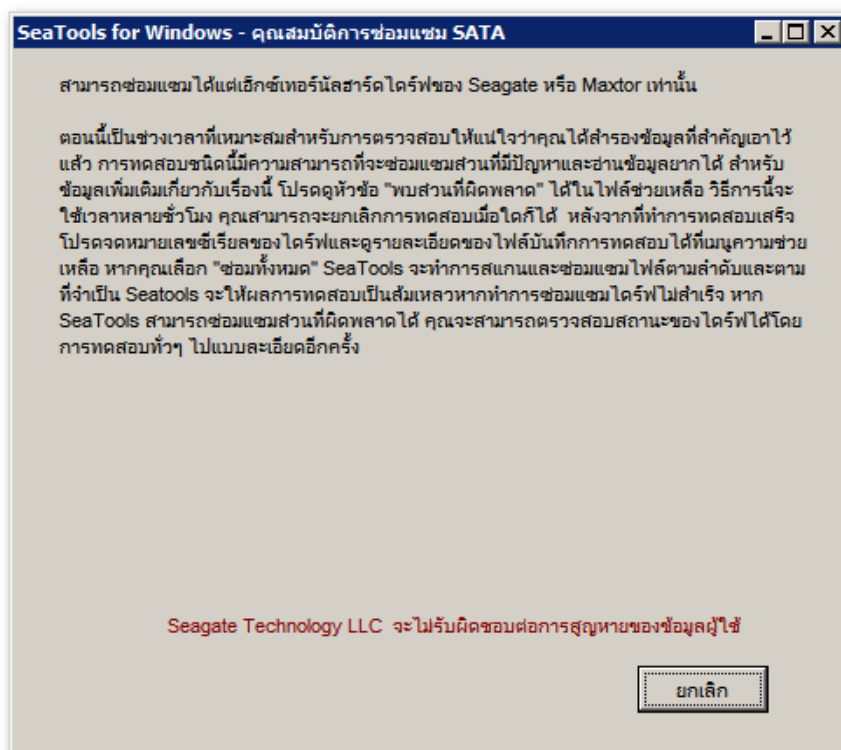 SeaTools for Windows - คุณสมบัติการซ่อมแซม SATA
สามารถซ่อมแซมได้แต่เอ็กซ์เทอร์นัลฮาร์ดไดร์ฟของ Seagate หรือ Maxtor เท่านั้น
ตอนนี้เป็นช่วงเวลาที่เหมาะสมสำหรับการตรวจสอบให้แน่ใจว่าคุณได้สำรองข้อมูลที่สำคัญเอาไว้
แล้ว การทดสอบชนิดนี้มีความสามารถที่จะซ่อมแซมส่วนที่มีปัญหาและอ่านข้อมูลยากได้ สำหรับ
ข้อมูลเพิ่มเติมเกี่ยวกับเรื่องนี้ โปรดดูหัวข้อ "พบส่วนที่ผิดพลาด" ได้ในไฟล์ช่วยเหลือ วิธีการนี้จะ
ใช้เวลาหลายชั่วโมง คุณสามารถจะยกเลิกการทดสอบเมื่อใดก็ได้ หลังจากที่ทำการทดสอบเสร็จ
โปรดจดหมายเลขซีเรียลของไดร์ฟและดูรายละเอียดของไฟล์บันทึกการทดสอบได้ที่เมนูความช่วย
เหลือ หากคุณเลือก "ซ่อมทั้งหมด" SeaTools จะทำการสแกนและซ่อมแซมไฟล์ตามลำดับและตาม
ที่จำเป็น Seatools จะให้ผลการทดสอบเป็นล้มเหลวหากทำการซ่อมแซมไดร์ฟไม่สำเร็จ หาก
SeaTools สามารถซ่อมแซมส่วนที่ผิดพลาดได้ คุณจะสามารถตรวจสอบสถานะของไดร์ฟได้โดย
การทดสอบทั่วๆ ไปแบบละเอียดอีกครั้ง
Seagate Technology LLC จะไม่รับผิดชอบต่อการสูญหายของข้อมูลผู้ใช้
ยกเลิก